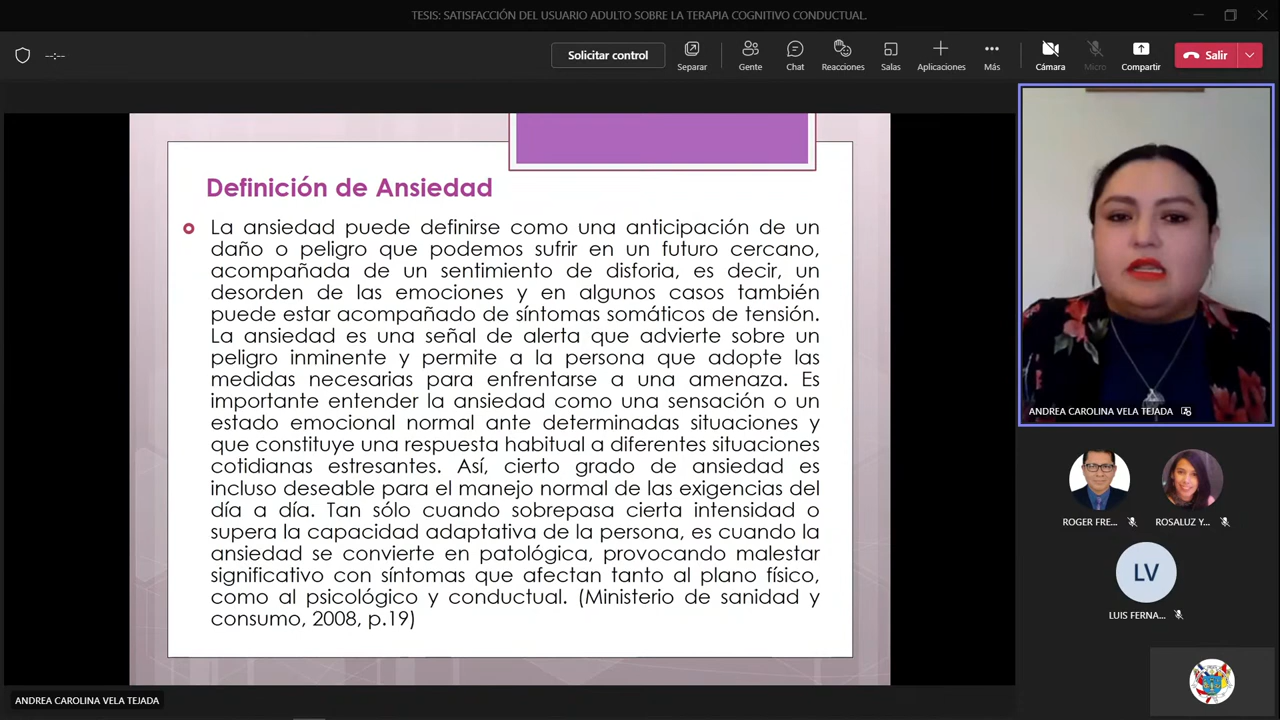 TESIS: SATISFACCIÓN DEL USUARIO ADULTO SOBRE LA TERAPIA COGNITIVO CONDUCTUAL.
--:--
Solicitar control
Separar
Gente
Chat
Reacciones
Salas
Aplicaciones
Más
Cámara
Micro
Compartir
Salir
Definición de Ansiedad
La ansiedad puede definirse como una anticipación de un
daño o peligro que podemos sufrir en un futuro cercano,
acompañada de un sentimiento de disforia, es decir, un
desorden de las emociones y en algunos casos también
puede estar acompañado de síntomas somáticos de tensión.
La ansiedad es una señal de alerta que advierte sobre un
peligro inminente y permite a la persona que adopte las
medidas necesarias para enfrentarse a una amenaza. Es
importante entender la ansiedad como una sensación o un
estado emocional normal ante determinadas situaciones y
que constituye una respuesta habitual a diferentes situaciones
cotidianas estresantes. Así, cierto grado de ansiedad es
incluso deseable para el manejo normal de las exigencias del
día a día. Tan sólo cuando sobrepasa cierta intensidad o
supera la capacidad adaptativa de la persona, es cuando la
ansiedad se convierte en patológica, provocando malestar
significativo con síntomas que afectan tanto al plano físico,
como al psicológico y conductual. (Ministerio de sanidad y
consumo, 2008, p.19)
ANDREA CAROLINA VELA TEJADA
ROGER FRE...
ROSALUZ Y...
LV
LUIS FERNA...
ANDREA CAROLINA VELA TEJADA